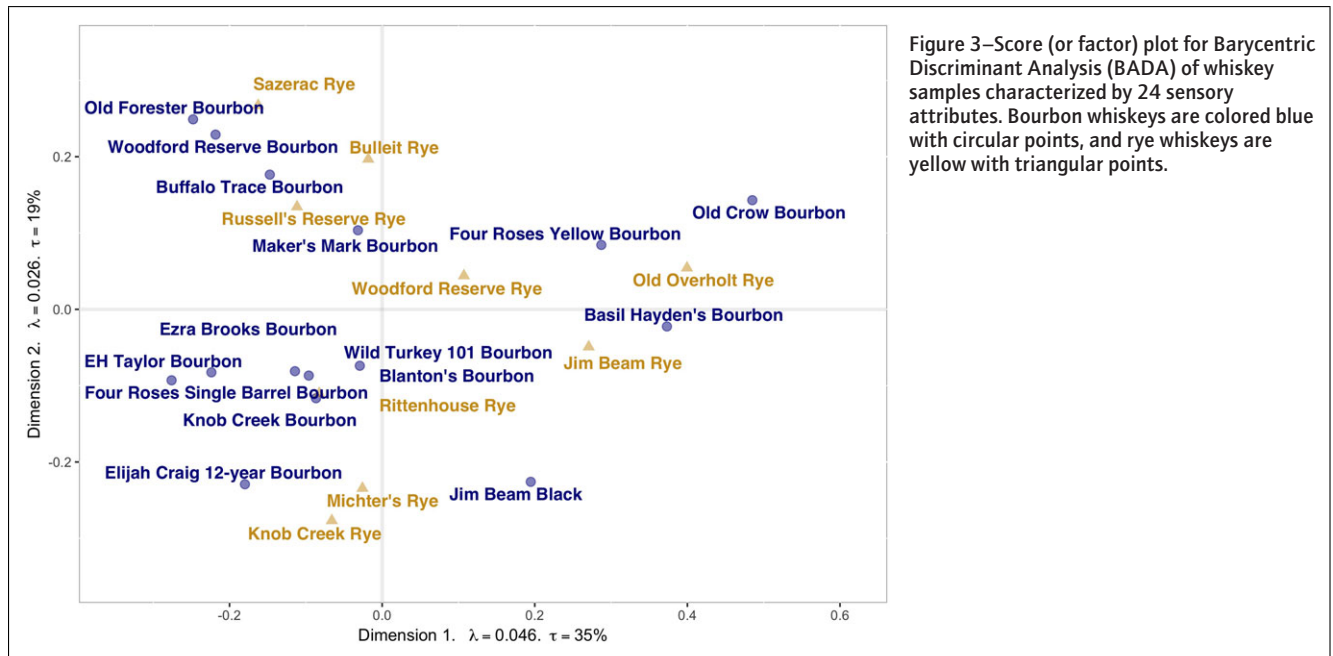 Sazerac Rye
Old Forester Bourbon
Woodford Reserve Bourbon
Bulleit Rye
Buffalo Trace Bourbon
Russell's Reserve Rye
Old Crow Bourbon
Maker's Mark Bourbon
Four Roses Yellow Bourbon
Woodford Reserve Rye
Old Overholt Rye
Basil Hayden's Bourbon
Ezra Brooks Bourbon
EH Taylor Bourbon
Wild Turkey 101 Bourbon
Jim Beam Rye
Blanton's Bourbon
Four Roses Single Barrel Bourbon
Rittenhouse Rye
Knob Creek Bourbon
Elijah Craig 12-year Bourbon
Jim Beam Black
Michter's Rye
Knob Creek Rye
0.2
0.0
-0.2
Dimension 2. λ = 0.026. τ = 19%
-0.2
0.0
0.2
0.4
0.6
Dimension 1. λ = 0.046. τ = 35%
Figure 3–Score (or factor) plot for Barycentric
Discriminant Analysis (BADA) of whiskey
samples characterized by 24 sensory
attributes. Bourbon whiskeys are colored blue
with circular points, and rye whiskeys are
yellow with triangular points.